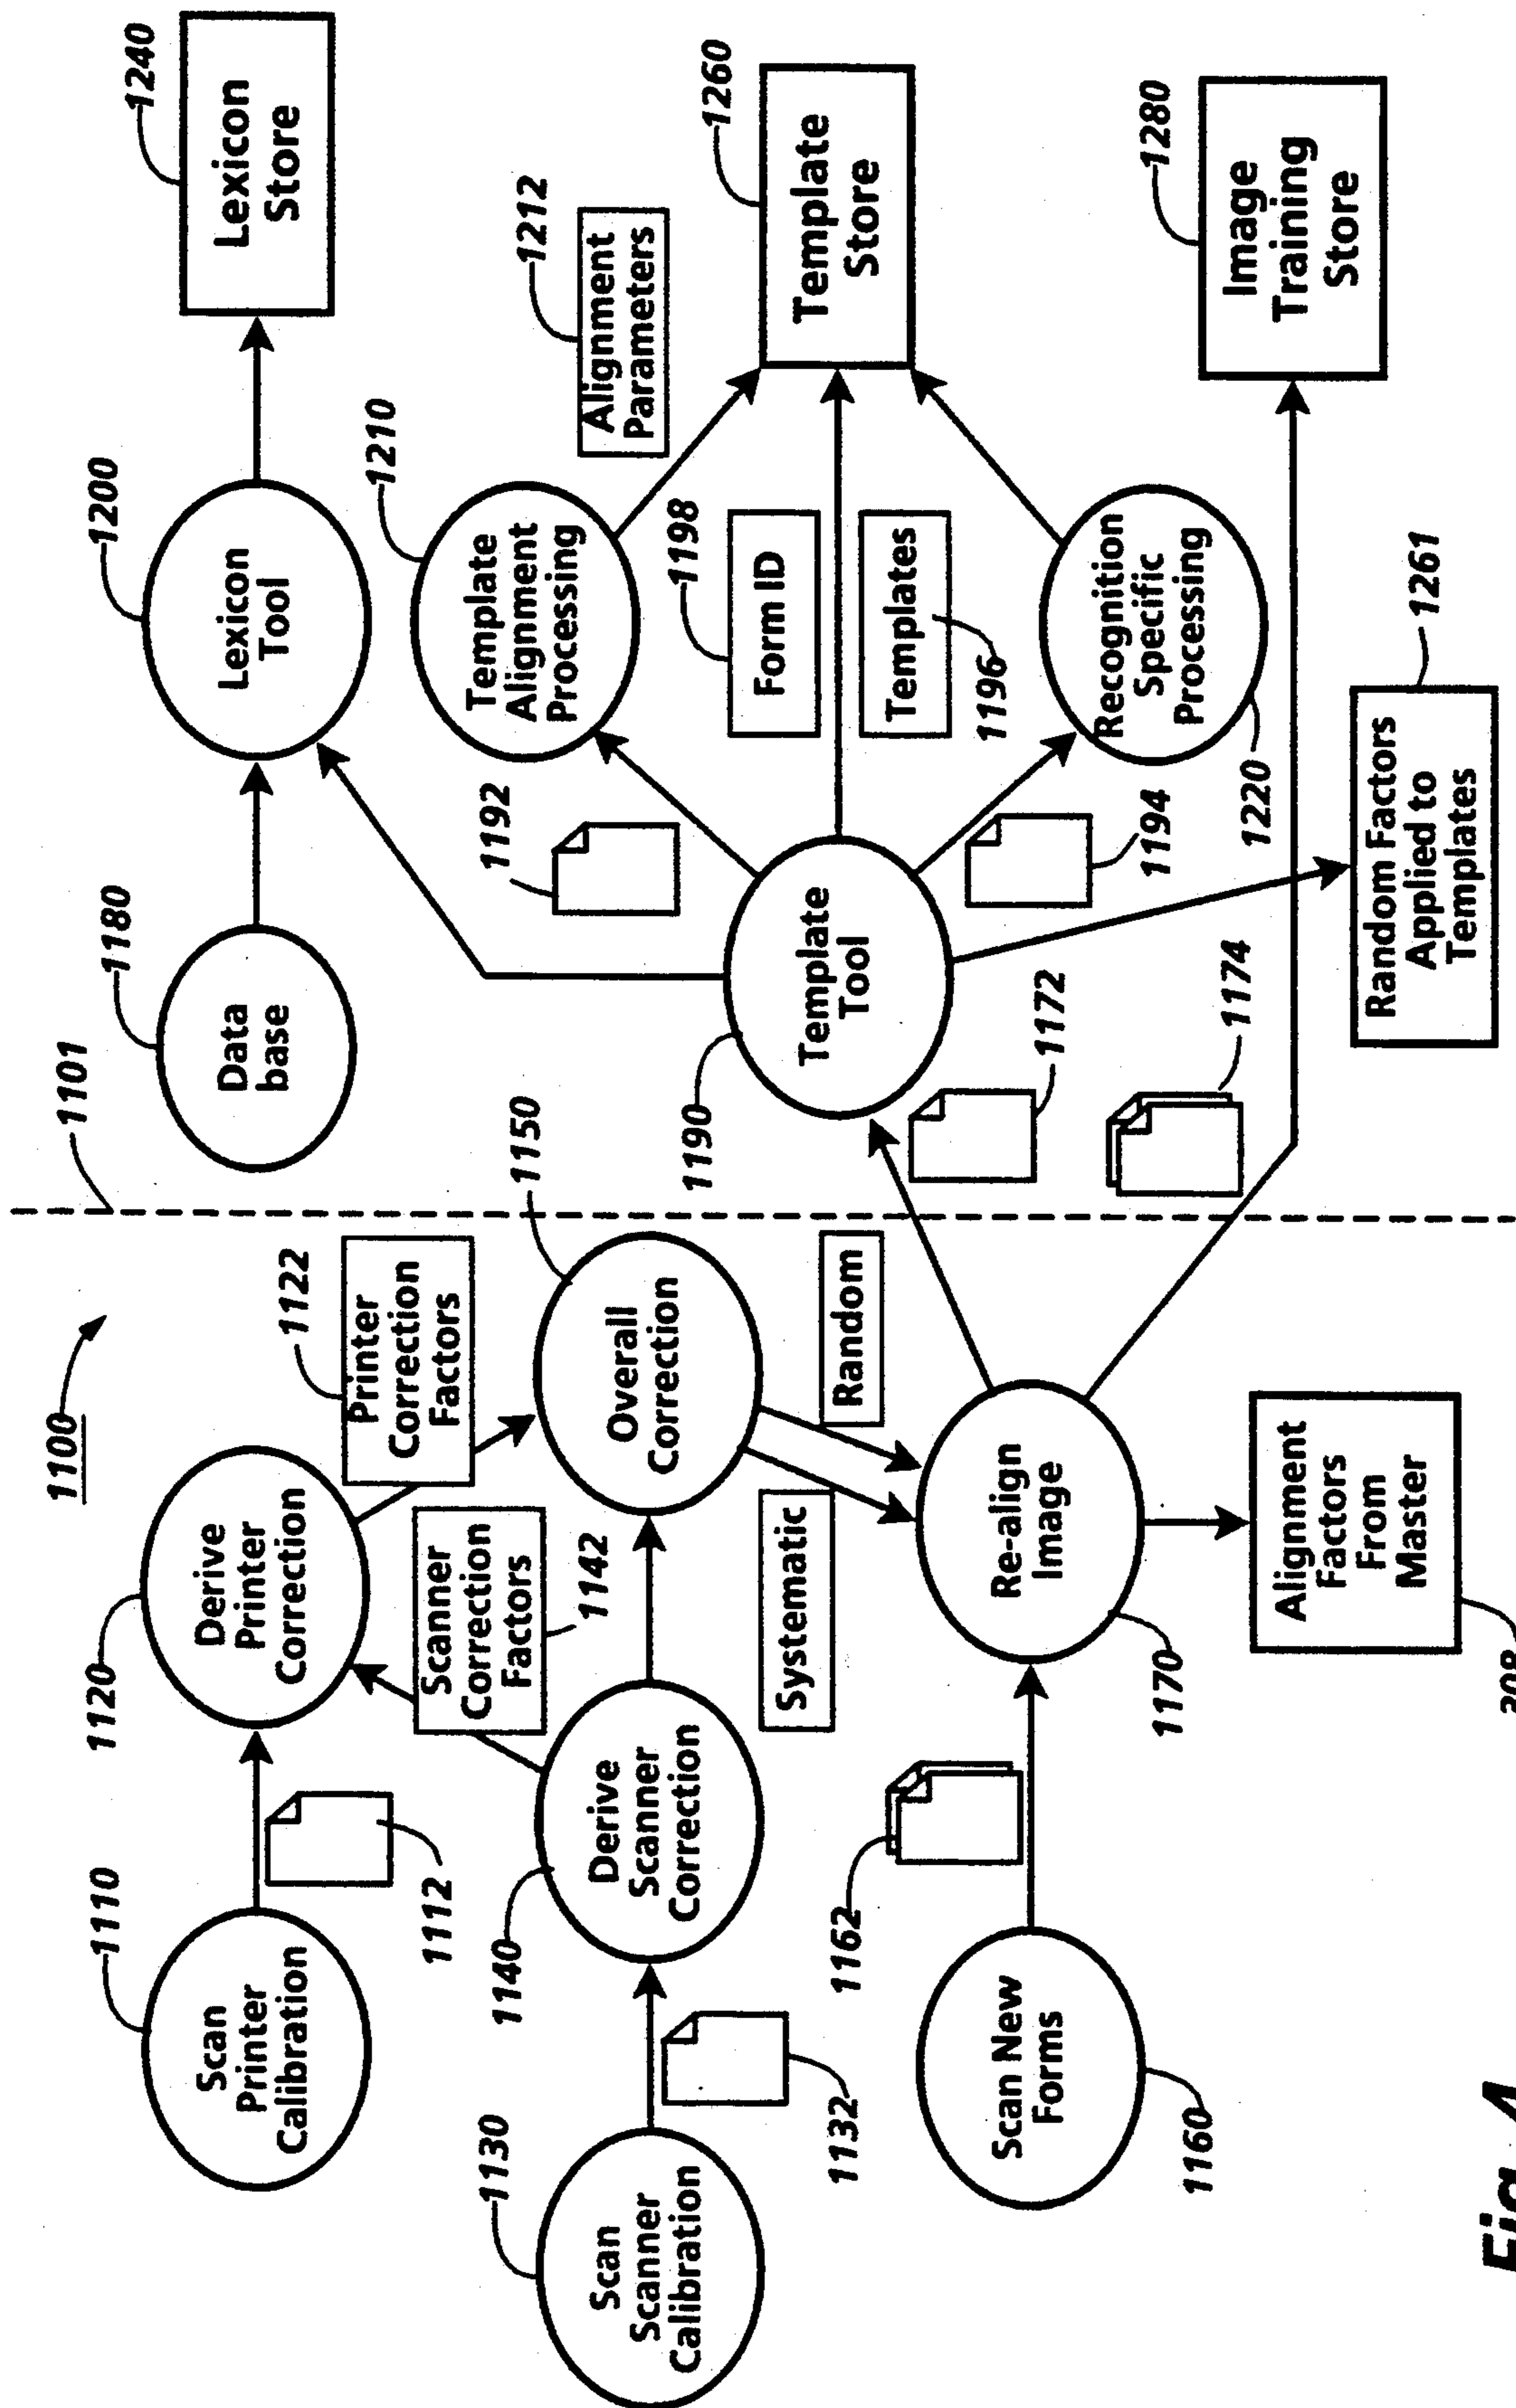 1100
1101
1110
Scan
Printer
Calibration
1112
1120
Derive
Printer
Correction
1122
Printer
Correction
Factors
1130
Scan
Scanner
Calibration
1132
1140
Derive
Scanner
Correction
Scanner
Correction
Factors
1142
1150
Overall
Correction
Systematic
Random
1160
Scan New
Forms
1162
1170
Re-align
Image
Alignment
Factors
From
Master
1172
1174
1180
Data
base
1200
Lexicon
Tool
1240
Lexicon
Store
1190
Template
Tool
1192
1194
1210
Template
Alignment
Processing
1212
Alignment
Parameters
1198
Form ID
Templates
1196
1220
Recognition
Specific
Processing
1260
Template
Store
1280
Image
Training
Store
1261
Random Factors
Applied to
Templates
Fig. 4